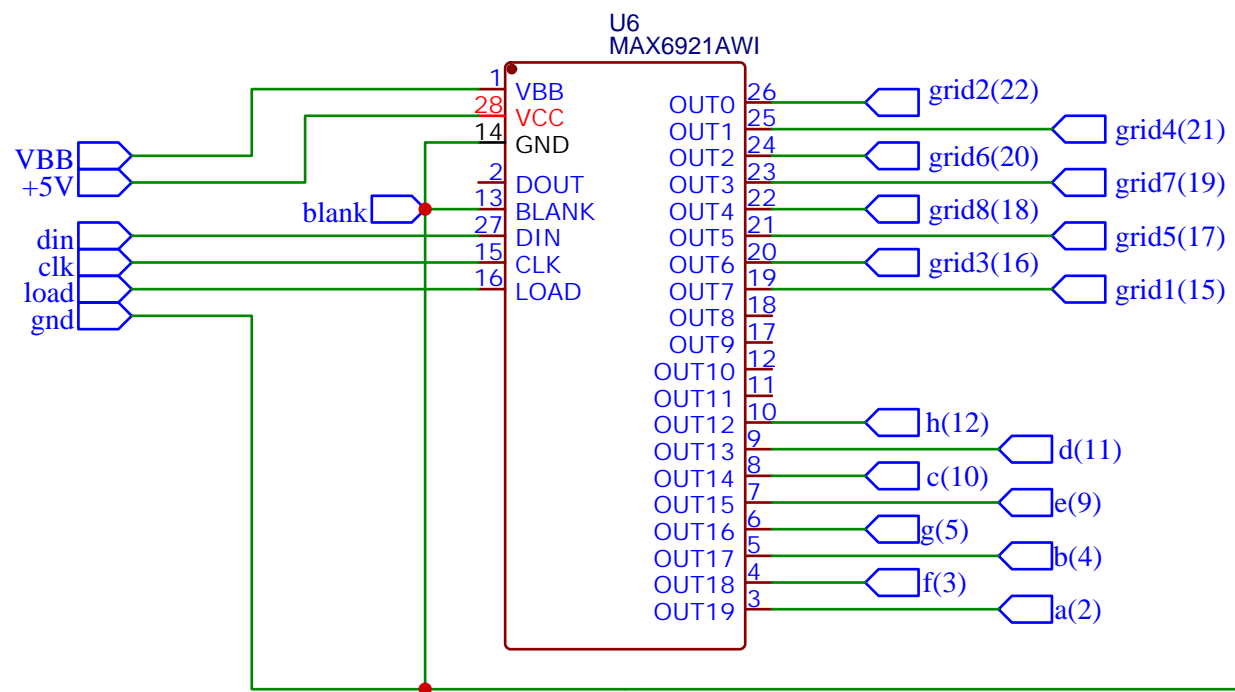 U6
MAX6921AWI
1 VBB
28 VCC
14 GND
2 DOUT
13 BLANK
27 DIN
15 CLK
16 LOAD
VBB
+5V
blank
din
clk
load
gnd
OUT0 26 grid2(22)
OUT1 25 grid4(21)
OUT2 24 grid6(20)
OUT3 23 grid7(19)
OUT4 22 grid8(18)
OUT5 21 grid5(17)
OUT6 20 grid3(16)
OUT7 19 grid1(15)
OUT8 18
OUT9 17
OUT10 12
OUT11 11
OUT12 10 h(12)
OUT13 9 d(11)
OUT14 8 c(10)
OUT15 7 e(9)
OUT16 6 g(5)
OUT17 5 b(4)
OUT18 4 f(3)
OUT19 3 a(2)